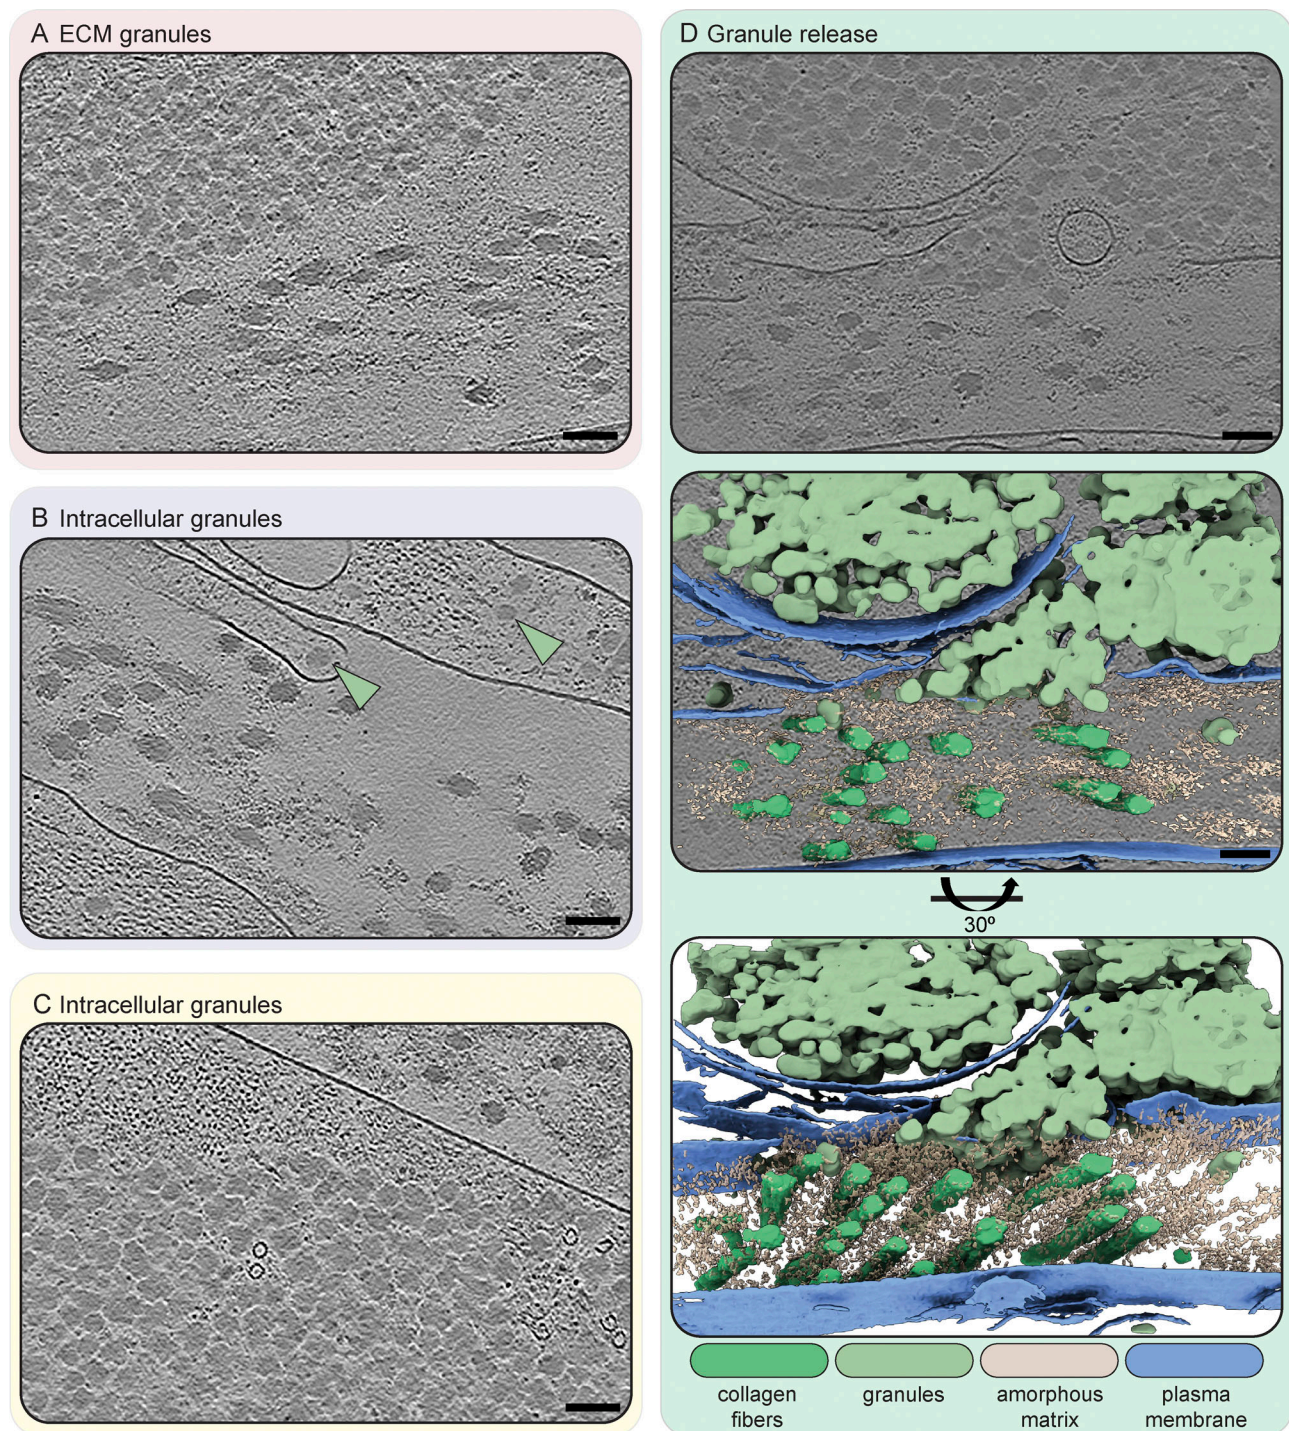 A ECM granules
B Intracellular granules
C Intracellular granules
D Granule release
30º
collagen
fibers
granules
amorphous
matrix
plasma
membrane